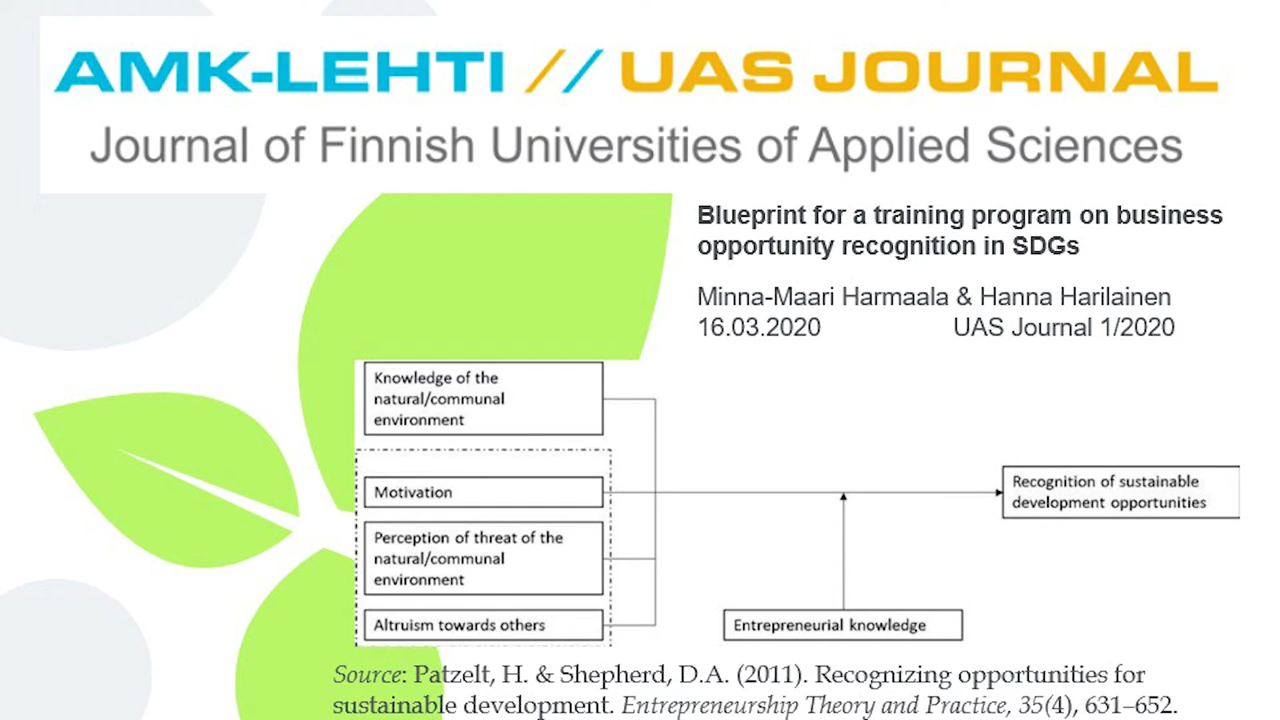 AMK-LEHTI // UAS JOURNAL
Journal of Finnish Universities of Applied Sciences
Blueprint for a training program on business
opportunity recognition in SDGs
Minna-Maari Harmaala & Hanna Harilainen
16.03.2020 UAS Journal 1/2020
Knowledge of the
natural/communal
environment
Motivation
Perception of threat of the
natural/communal
environment
Altruism towards others
Entrepreneurial knowledge
Recognition of sustainable
development opportunities
Source: Patzelt, H. & Shepherd, D.A. (2011). Recognizing opportunities for
sustainable development. Entrepreneurship Theory and Practice, 35(4), 631–652.